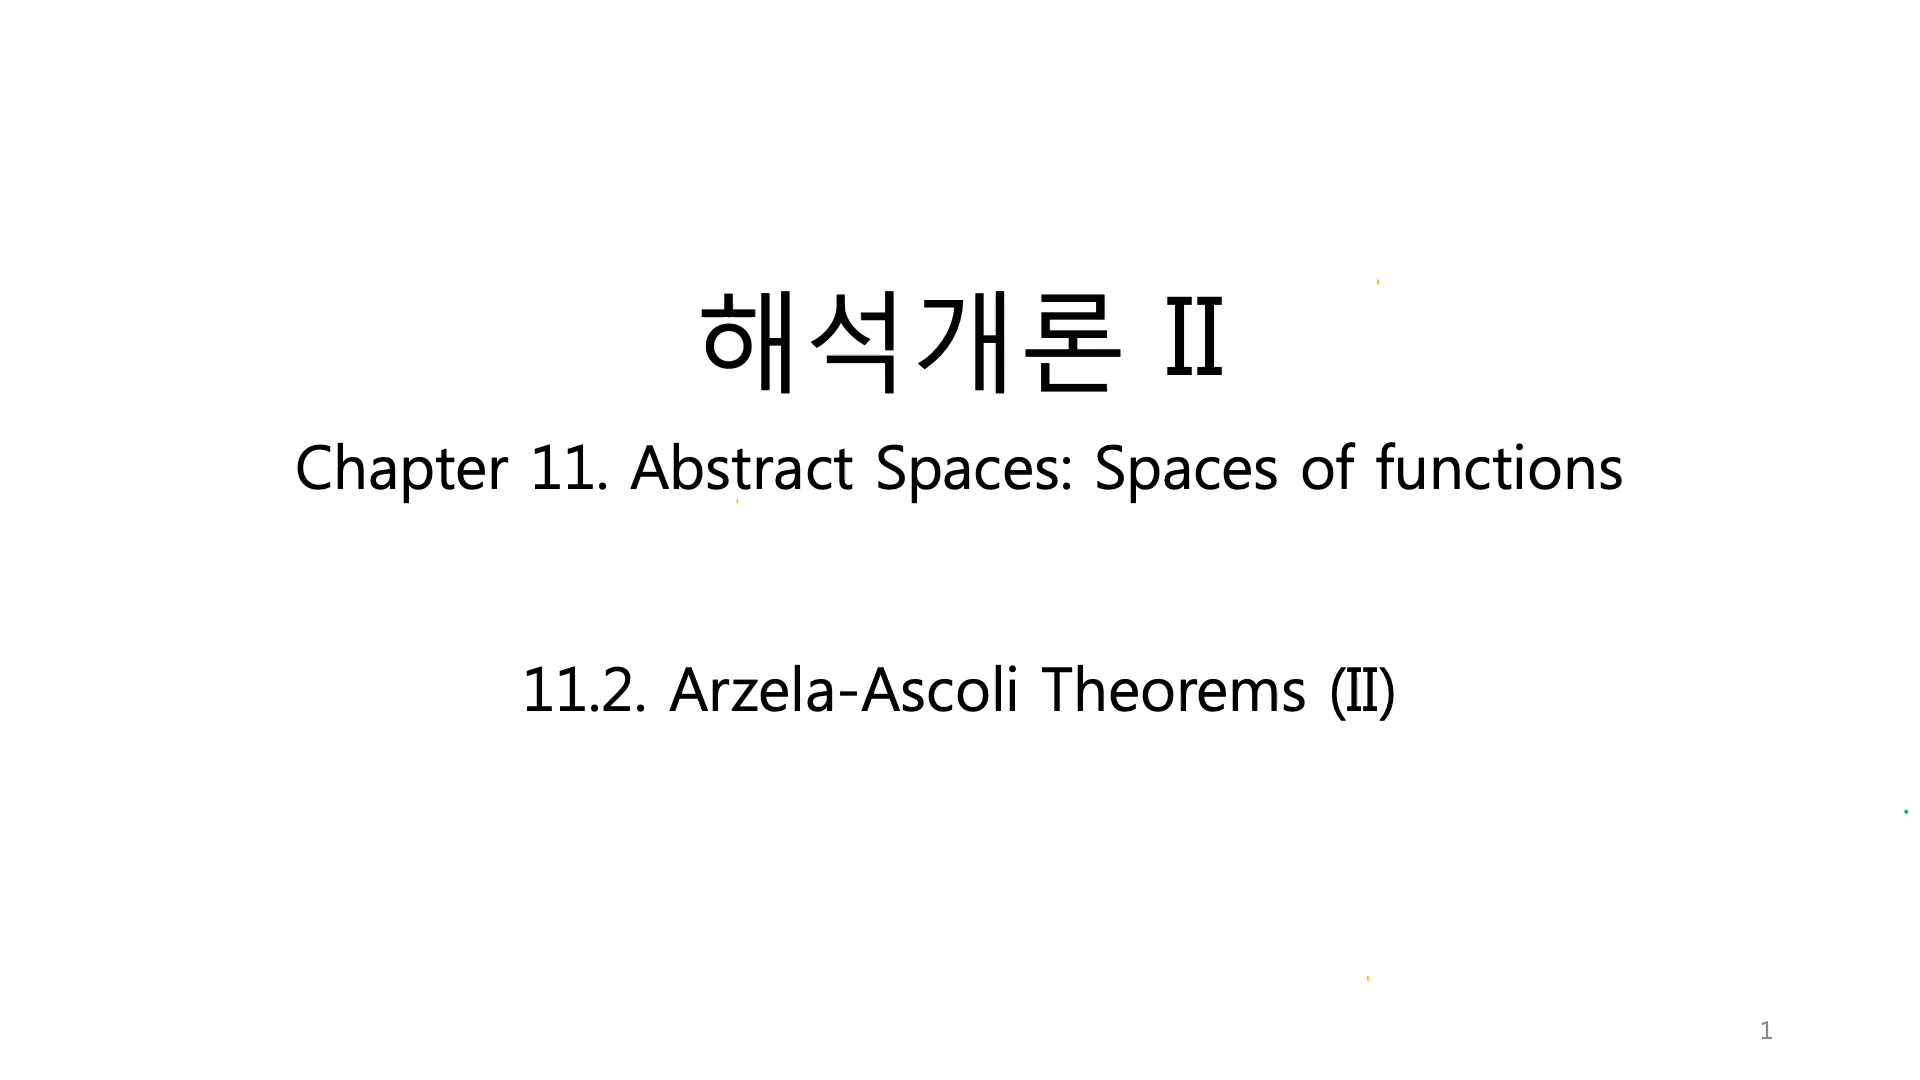 해석개론 II
Chapter 11. Abstract Spaces: Spaces of functions
11.2. Arzela-Ascoli Theorems (II)
1